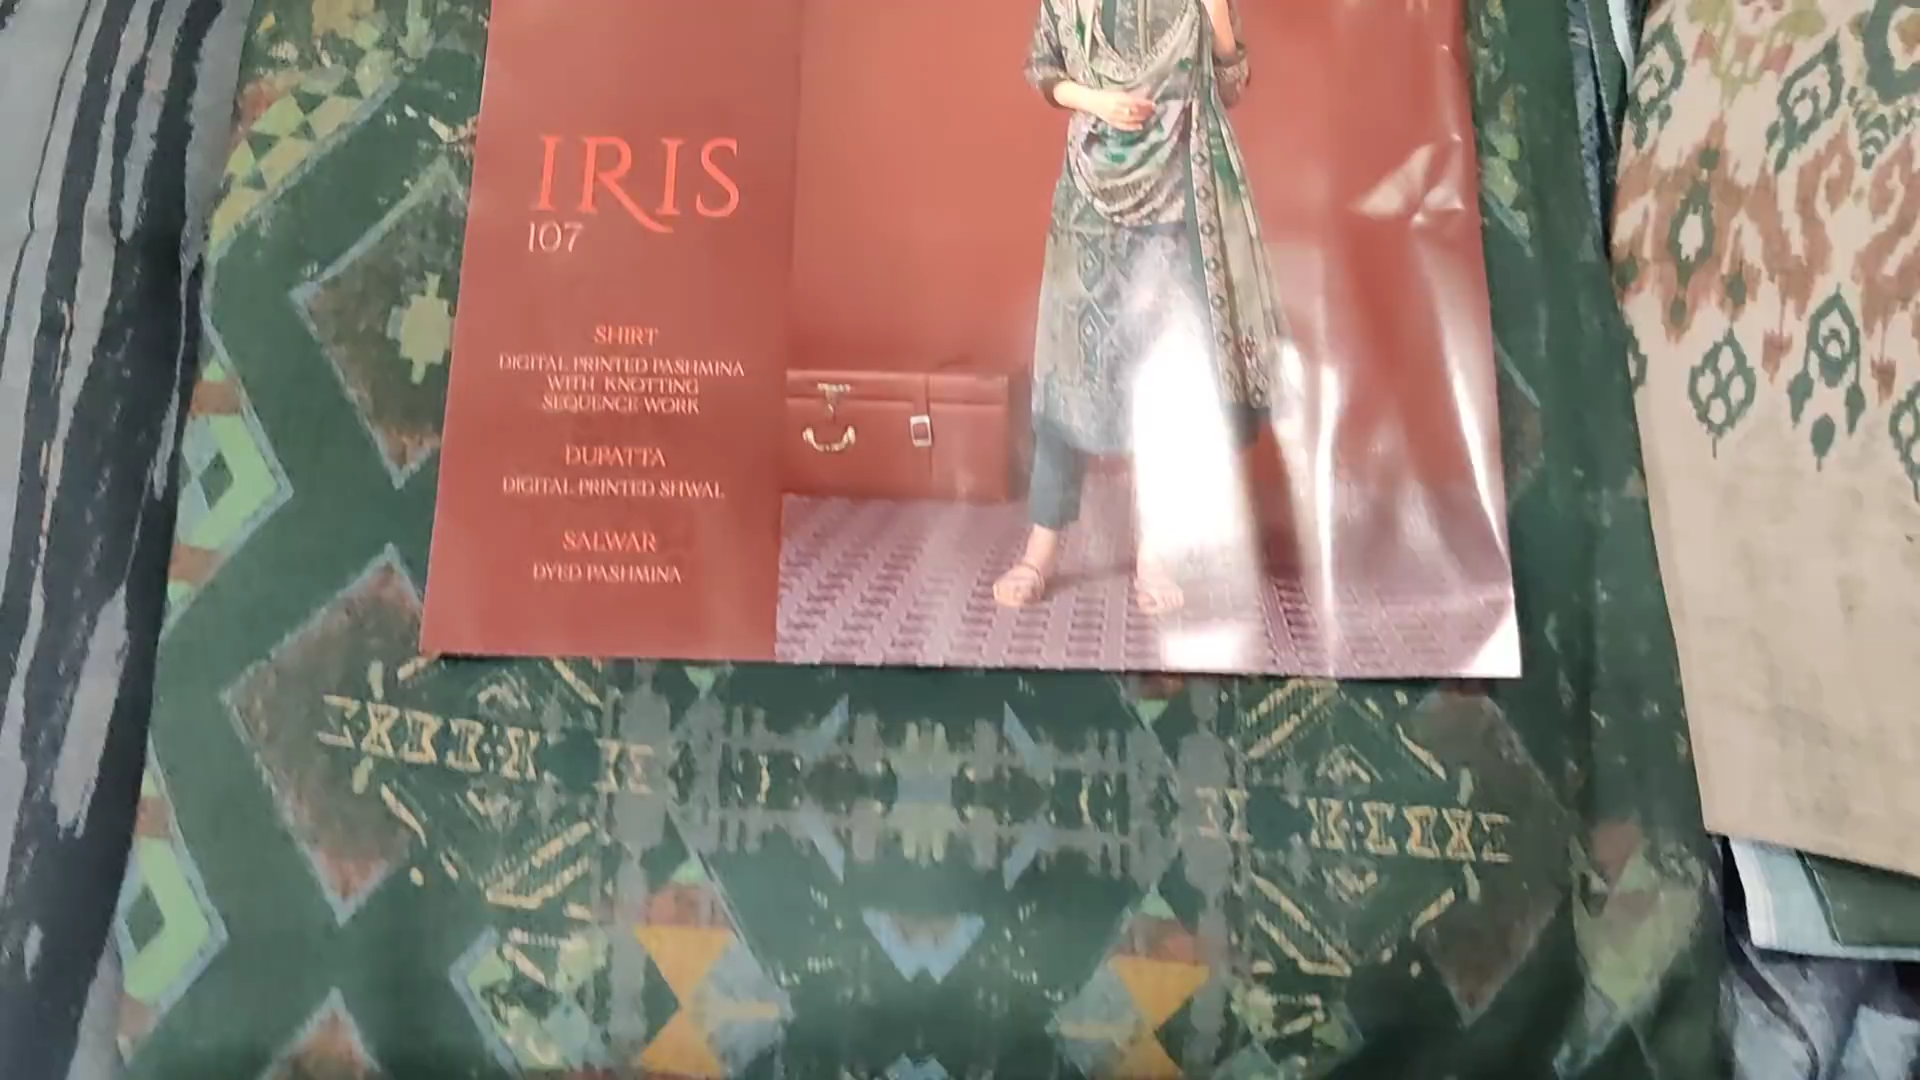 IRIS
107
SHIRT
DIGITAL PRINTED PASHMINA
WITH KNOTTING
SEQUENCE WORK
DUPATTA
DIGITAL PRINTED SHWAL
SALWAR
DYED PASHMINA